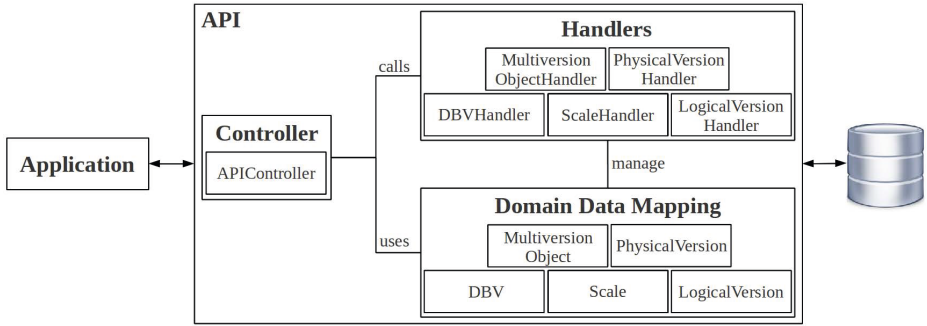 API
Handlers
Multiversion
ObjectHandler
PhysicalVersion
Handler
calls
DBVHandler
ScaleHandler
LogicalVersion
Handler
Controller
APIController
Application
manage
Domain Data Mapping
Multiversion
Object
PhysicalVersion
uses
DBV
Scale
LogicalVersion